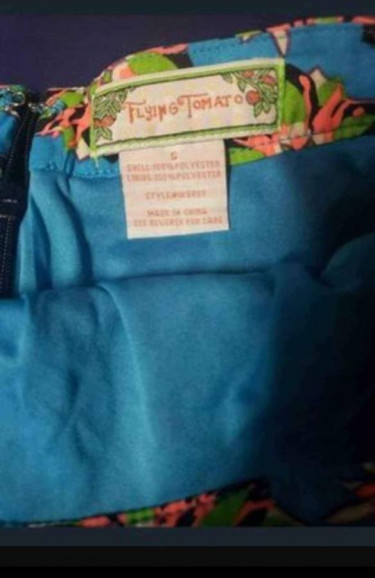 FLYING TOMATO
S
SHELL: 100% POLYESTER
LINING: 100% POLYESTER
MADE IN CHINA
SEE REVERSE FOR CARE